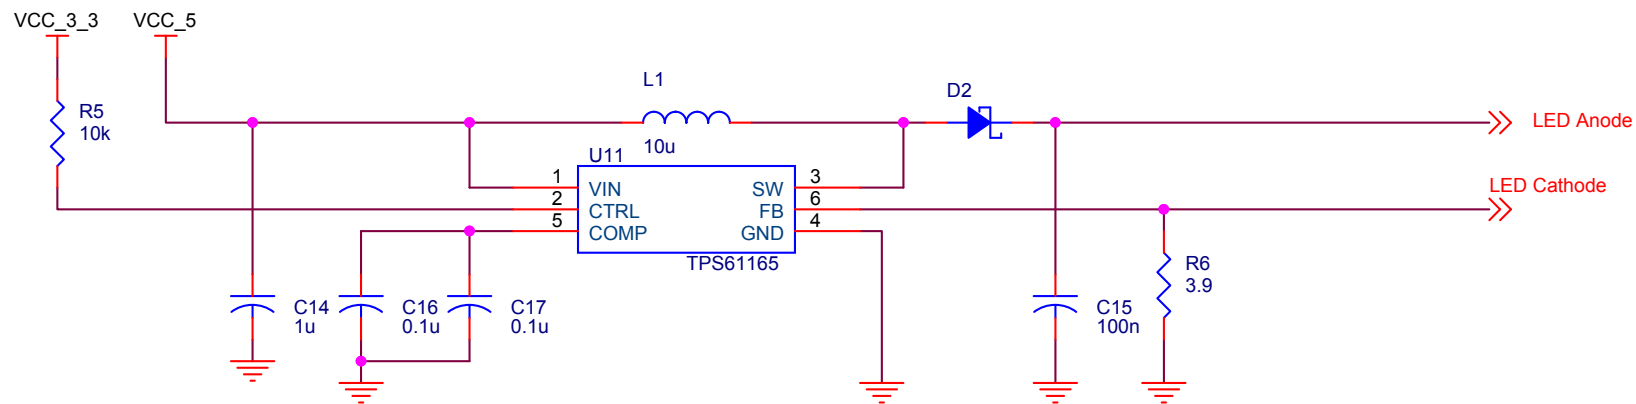 VCC_3_3
VCC_5
L1
10u
D2
R5
10k
LED Anode
U11
1
VIN
2
CTRL
5
COMP
SW
3
FB
6
GND
4
TPS61165
LED Cathode
C14
1u
C16
0.1u
C17
0.1u
C15
100n
R6
3.9